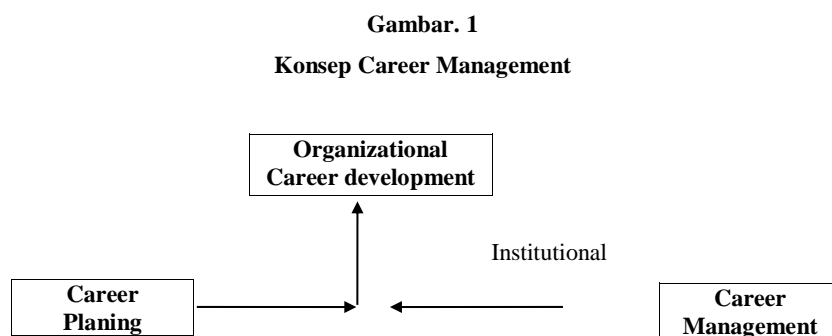 Gambar. 1
Konsep Career Management
Organizational
Career development
Institutional
Career
Planing
Career
Management